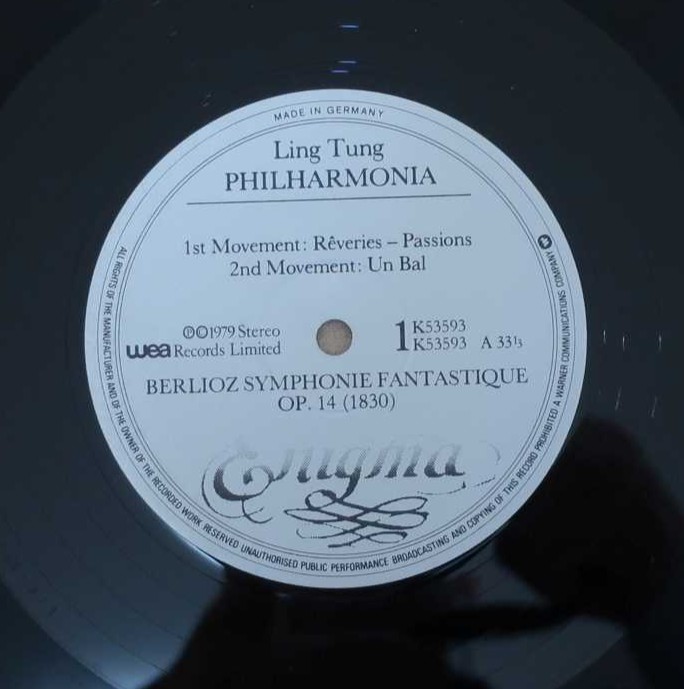 MADE IN GERMANY
Ling Tung
PHILHARMONIA
1st Movement: Rêveries – Passions
2nd Movement: Un Bal
ⓅⒸ1979 Stereo
wea Records Limited
1 K53593
K53593 A 33⅓
BERLIOZ SYMPHONIE FANTASTIQUE
OP. 14 (1830)
Enigma
ALL RIGHTS OF THE MANUFACTURER AND OF THE OWNER OF THE RECORDED WORK RESERVED UNAUTHORISED PUBLIC PERFORMANCE BROADCASTING AND COPYING OF THIS RECORD PROHIBITED A WARNER COMMUNICATIONS COMPANY